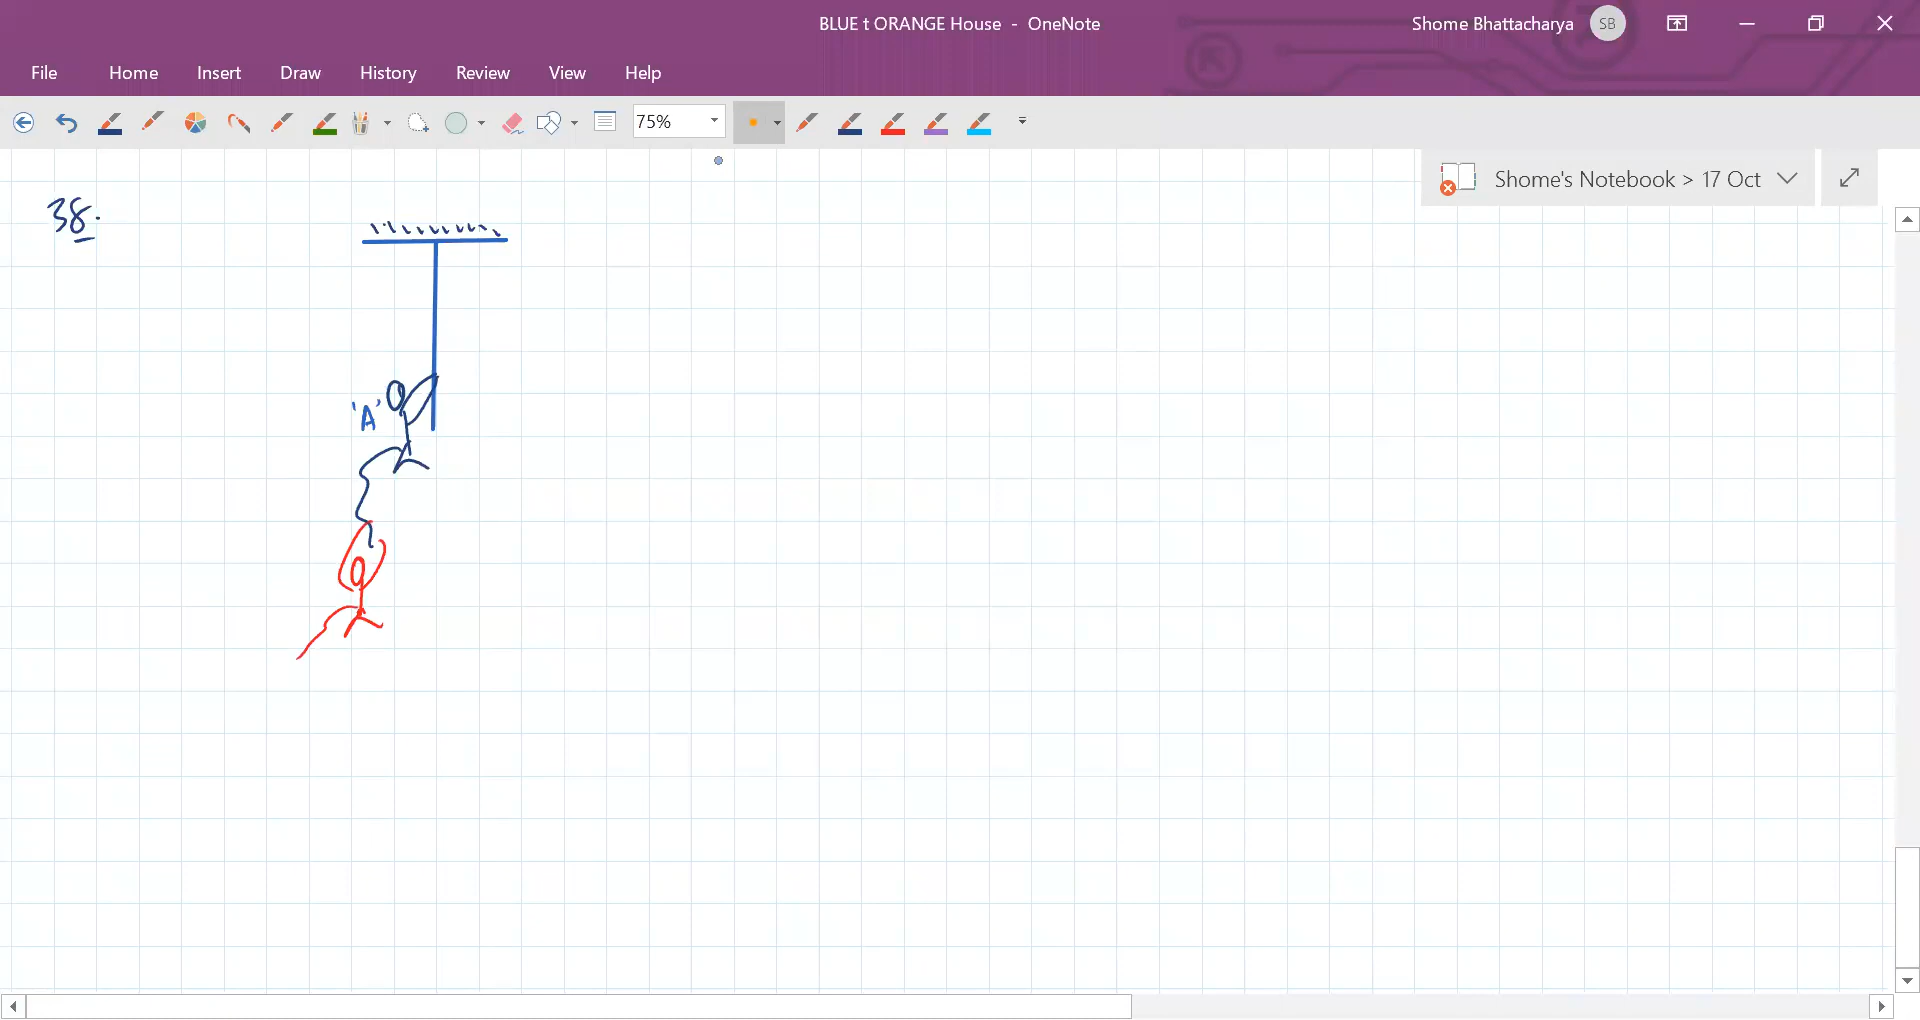 BLUE t ORANGE House - OneNote
Shome Bhattacharya
SB
File Home Insert Draw History Review View Help
75%
Shome's Notebook > 17 Oct
38.
'A'